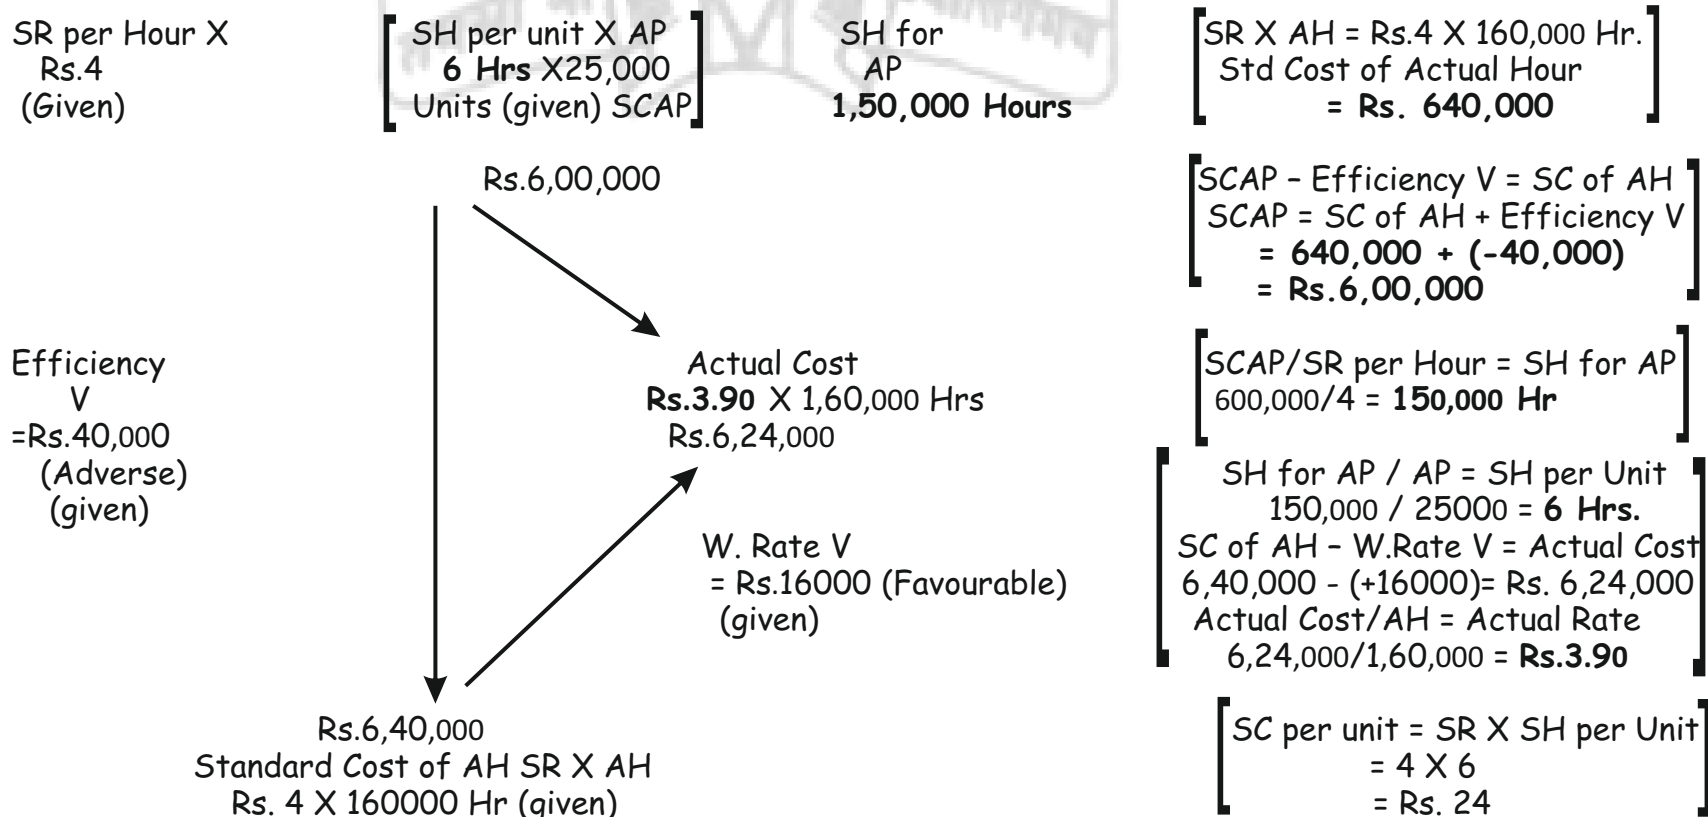 SR per Hour X
Rs.4
(Given)
SH per unit X AP
6 Hrs X25,000
Units (given) SCAP
SH for
AP
1,50,000 Hours
Rs.6,00,000
Efficiency
V
=Rs.40,000
(Adverse)
(given)
Actual Cost
Rs.3.90 X 1,60,000 Hrs
Rs.6,24,000
W. Rate V
= Rs.16000 (Favourable)
(given)
Rs.6,40,000
Standard Cost of AH SR X AH
Rs. 4 X 160000 Hr (given)
SR X AH = Rs.4 X 160,000 Hr.
Std Cost of Actual Hour
= Rs. 640,000
SCAP – Efficiency V = SC of AH
SCAP = SC of AH + Efficiency V
= 640,000 + (-40,000)
= Rs.6,00,000
SCAP/SR per Hour = SH for AP
600,000/4 = 150,000 Hr
SH for AP / AP = SH per Unit
150,000 / 25000 = 6 Hrs.
SC of AH – W.Rate V = Actual Cost
6,40,000 - (+16000)= Rs. 6,24,000
Actual Cost/AH = Actual Rate
6,24,000/1,60,000 = Rs.3.90
SC per unit = SR X SH per Unit
= 4 X 6
= Rs. 24